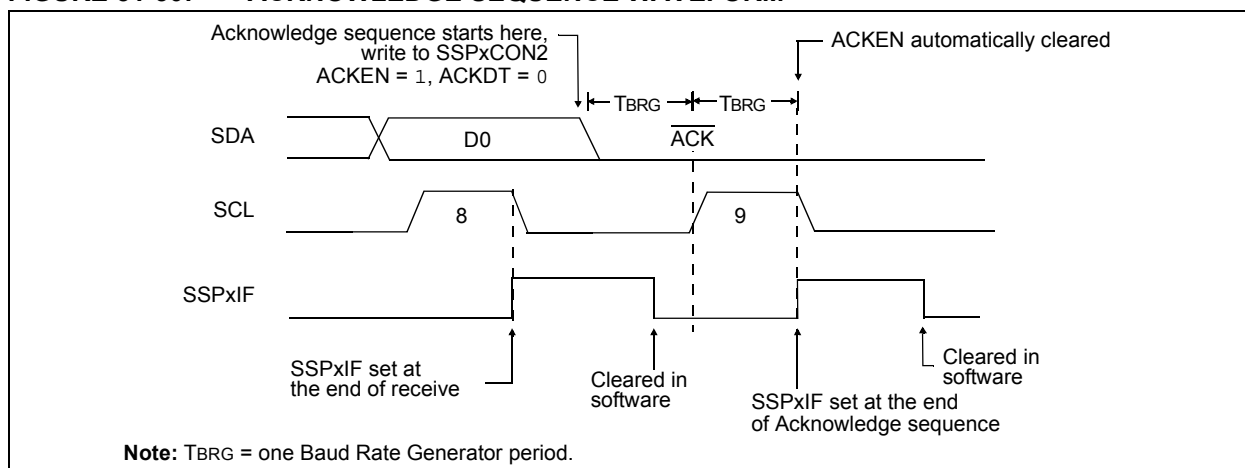 Acknowledge sequence starts here,
write to SSPxCON2
ACKEN = 1, ACKDT = 0
ACKEN automatically cleared
TBRG
TBRG
SDA
D0
ACK
SCL
8
9
SSPxIF
SSPxIF set at
the end of receive
Cleared in
software
SSPxIF set at the end
of Acknowledge sequence
Cleared in
software
Note: TBRG = one Baud Rate Generator period.